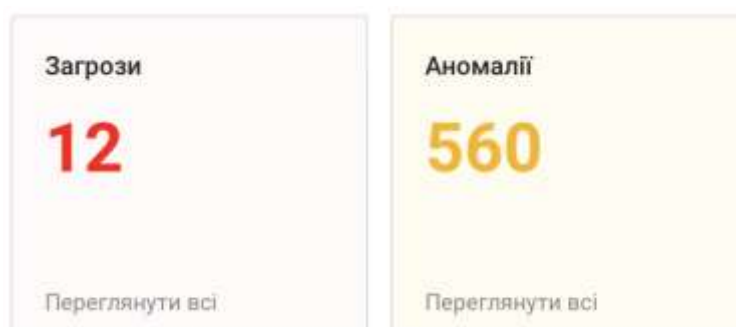 Загрози
12
Переглянути всі
Аномалії
560
Переглянути всі